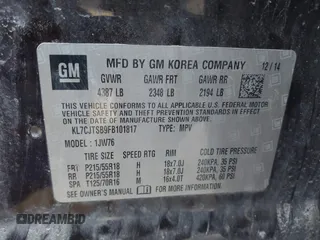 GM
MFD BY GM KOREA COMPANY 12/14
GVWR GAWR FRT GAWR RR
4387 LB 2348 LB 2194 LB
THIS VEHICLE CONFORMS TO ALL APPLICABLE U.S. FEDERAL MOTOR
VEHICLE SAFETY, BUMPER, AND THEFT PREVENTION STANDARDS IN
EFFECT ON THE DATE OF MANUFACTURE SHOWN ABOVE.
KL7CJTSB9FB101817 TYPE: MPV
MODEL : 1JW76
TIRE SIZE SPEED RTG RIM COLD TIRE PRESSURE
FRT P215/55R18 H 18x7.0J 240KPA, 35 PSI
RR P215/55R18 H 18x7.0J 240KPA, 35 PSI
SPA T125/70R16 M 16x4.0T 420KPA, 60 PSI
© DREAMBID